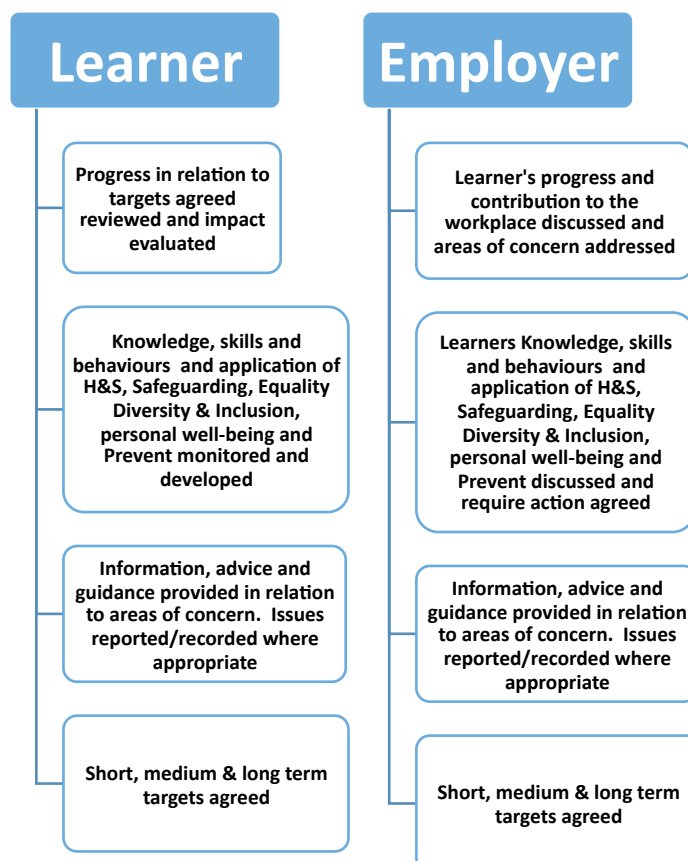 Learner
Progress in relation to
targets agreed
reviewed and impact
evaluated
Knowledge, skills and
behaviours and application of
H&S, Safeguarding, Equality
Diversity & Inclusion,
personal well-being and
Prevent monitored and
developed
Information, advice and
guidance provided in relation
to areas of concern. Issues
reported/recorded where
appropriate
Short, medium & long term
targets agreed
Employer
Learner's progress and
contribution to the
workplace discussed and
areas of concern addressed
Learners Knowledge, skills
and behaviours and
application of H&S,
Safeguarding, Equality
Diversity & Inclusion,
personal well-being and
Prevent discussed and
require action agreed
Information, advice and
guidance provided in relation
to areas of concern. Issues
reported/recorded where
appropriate
Short, medium & long term
targets agreed